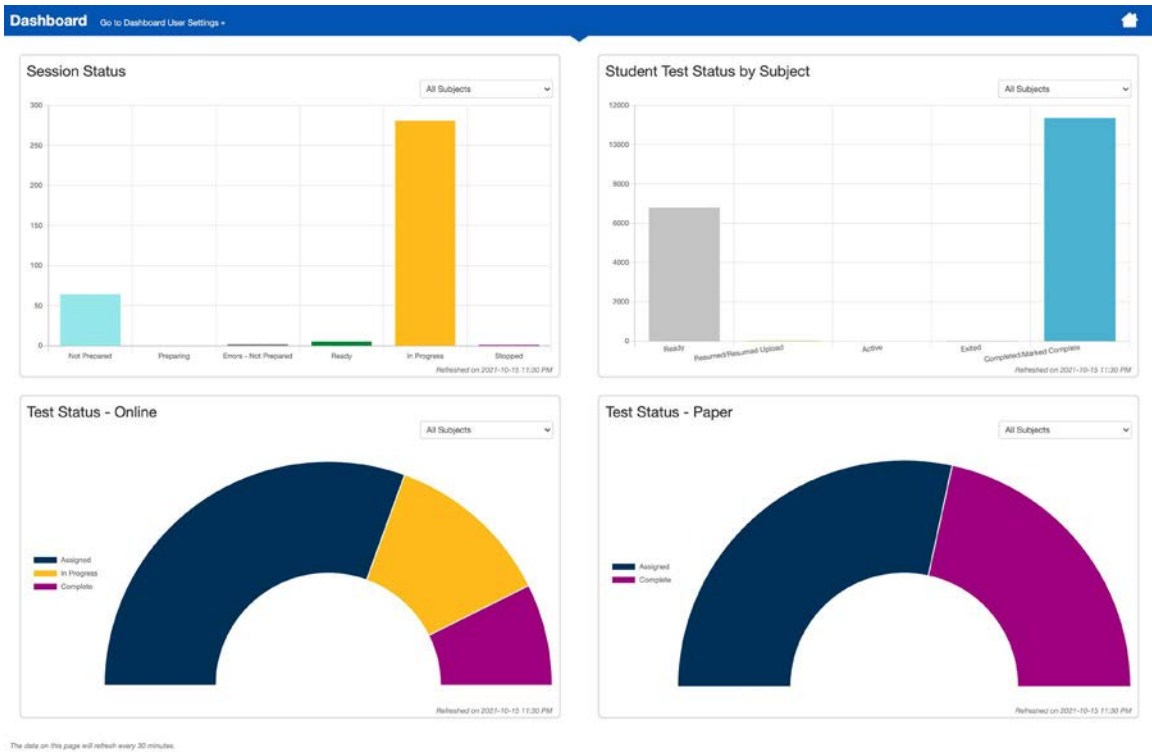 Dashboard Go to Dashboard User Settings
Session Status
All Subjects
300
250
200
150
100
50
0
Not Prepared Preparing Errors - Not Prepared Ready In Progress Stopped
Refreshed on 2021-10-15 11:30 PM
Student Test Status by Subject
All Subjects
12000
10000
8000
6000
4000
2000
0
Ready Resumed/Resumed Upload Active Exited Completed/Marked Complete
Refreshed on 2021-10-15 11:30 PM
Test Status - Online
All Subjects
Assigned
In Progress
Complete
Refreshed on 2021-10-15 11:30 PM
Test Status - Paper
All Subjects
Assigned
Complete
Refreshed on 2021-10-15 11:30 PM
The data on this page will refresh every 30 minutes.